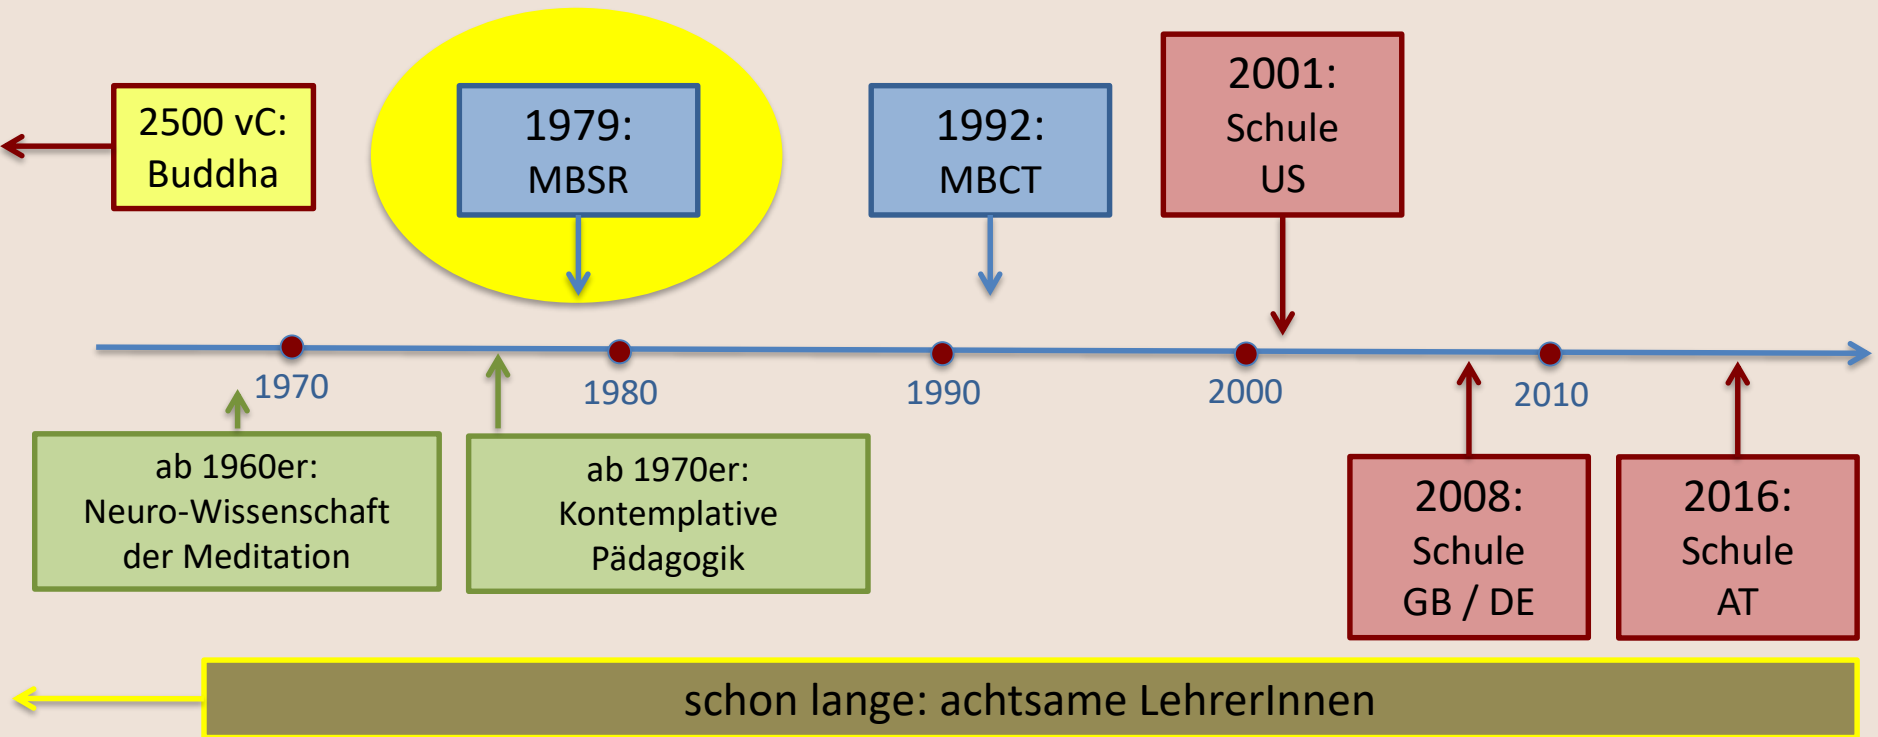 2500 vC:
Buddha
1979:
MBSR
1992:
MBCT
2001:
Schule
US
1970
1980
1990
2000
2010
ab 1960er:
Neuro-Wissenschaft
der Meditation
ab 1970er:
Kontemplative
Pädagogik
2008:
Schule
GB / DE
2016:
Schule
AT
schon lange: achtsame LehrerInnen